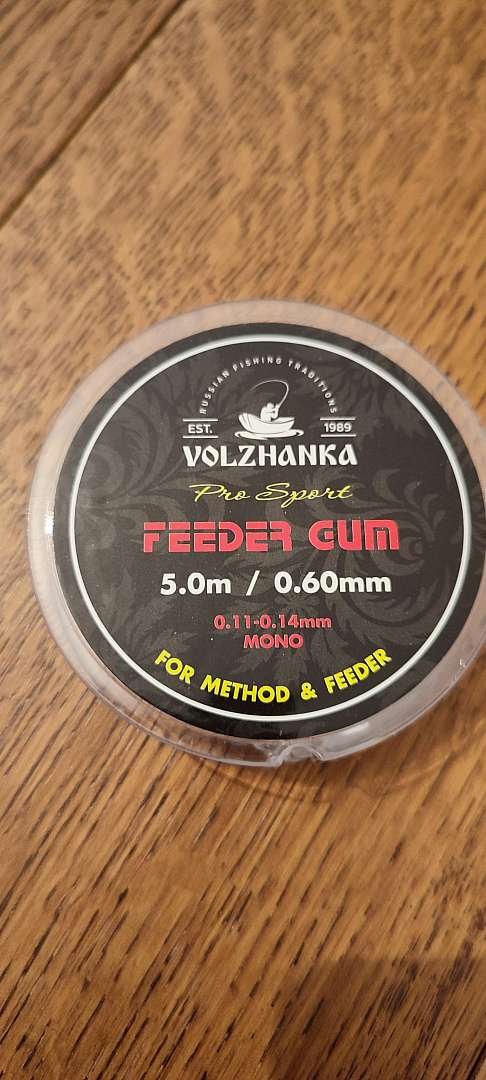 RUSSIAN FISHING TRADITIONS
EST. 1989
VOLZHANKA
Pro Sport
FEEDER GUM
5.0m / 0.60mm
0.11-0.14mm
MONO
FOR METHOD & FEEDER